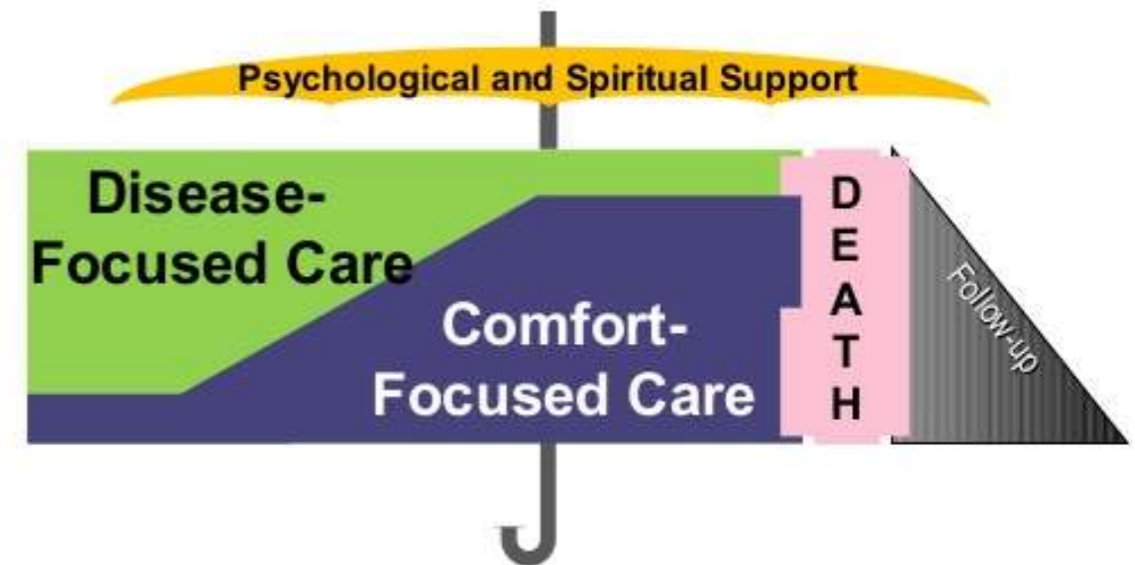 Psychological and Spiritual Support
Disease-
Focused Care
Comfort-
Focused Care
D
E
A
T
H
Follow-up